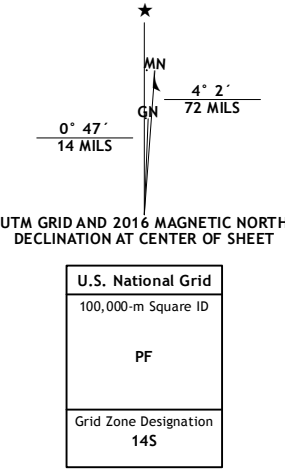 ★
MN
4° 2´
72 MILS
GN
0° 47´
14 MILS
UTM GRID AND 2016 MAGNETIC NORTH
DECLINATION AT CENTER OF SHEET
U.S. National Grid
100,000-m Square ID
PF
Grid Zone Designation
14S